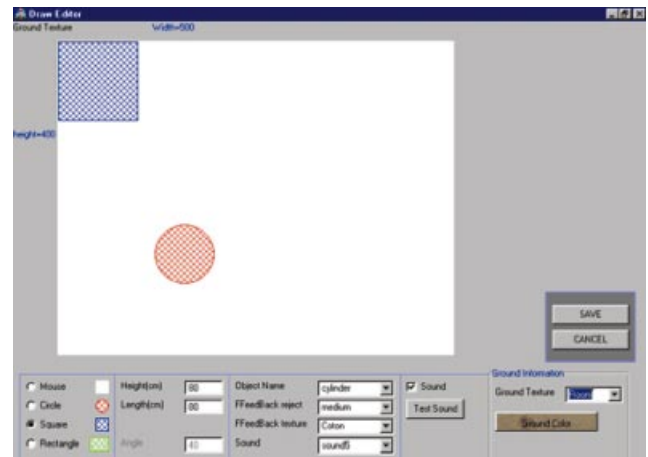 Draw Editor
Ground Texture
Width=500
height=400
SAVE
CANCEL
Mouse
Circle
Square
Rectangle
Height(cm) 80
Length(cm) 80
Angle 40
Object Name cylinder
FFeedBack reject medium
FFeedBack texture Coton
Sound sound5
Sound
Test Sound
Ground Information
Ground Texture
Ground Color